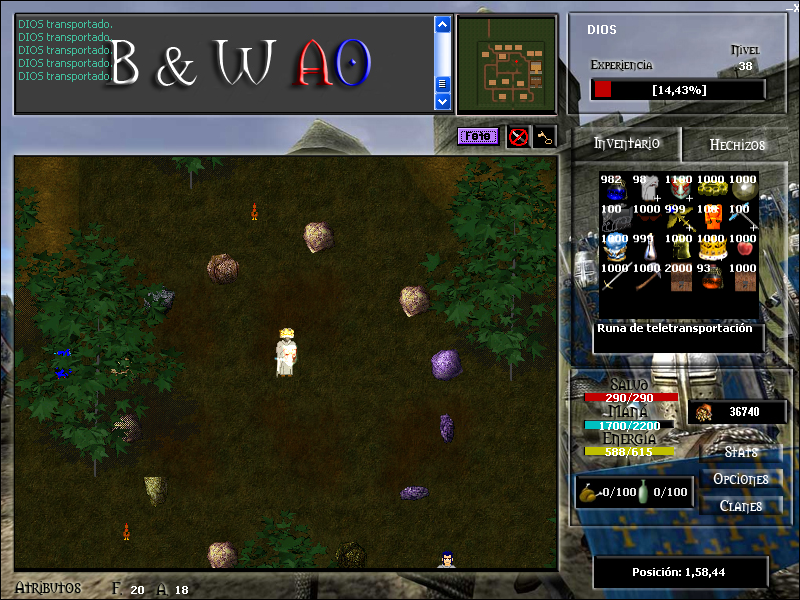 DIOS transportado.
DIOS transportado.
DIOS transportado.
DIOS transportado.
DIOS transportado.
B & W AO
DIOS
Nivel
Experiencia
38
[14,43%]
Foto
Inventario
Hechizos
982 98 1100 1000 1000
100 1000 999 100 100
1000 999 1000 1000 1000
1000 1000 2000 93 1000
Runa de teletransportación
Salud
290/290
Mana
1700/2200
Energia
588/615
36740
Stats
Opciones
Clanes
0/100 0/100
Posición: 1,58,44
Atributos F. 20 A 18